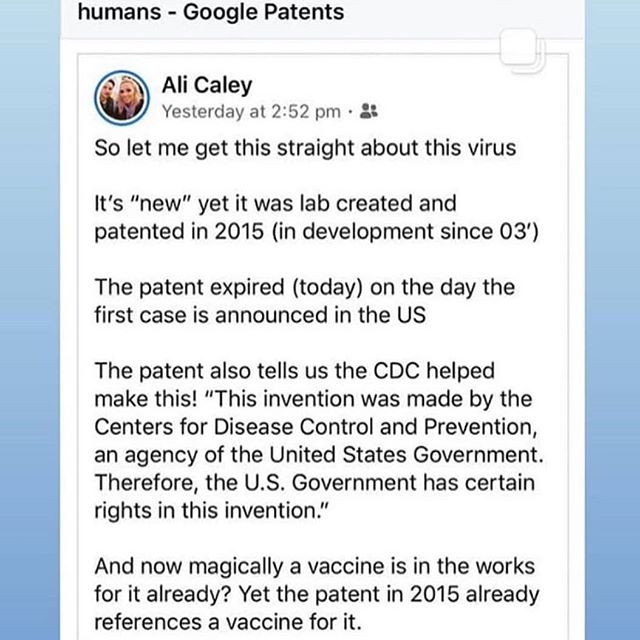 humans - Google Patents
Ali Caley
Yesterday at 2:52 pm ·
So let me get this straight about this virus
It's “new” yet it was lab created and
patented in 2015 (in development since 03’)
The patent expired (today) on the day the
first case is announced in the US
The patent also tells us the CDC helped
make this! “This invention was made by the
Centers for Disease Control and Prevention,
an agency of the United States Government.
Therefore, the U.S. Government has certain
rights in this invention.”
And now magically a vaccine is in the works
for it already? Yet the patent in 2015 already
references a vaccine for it.